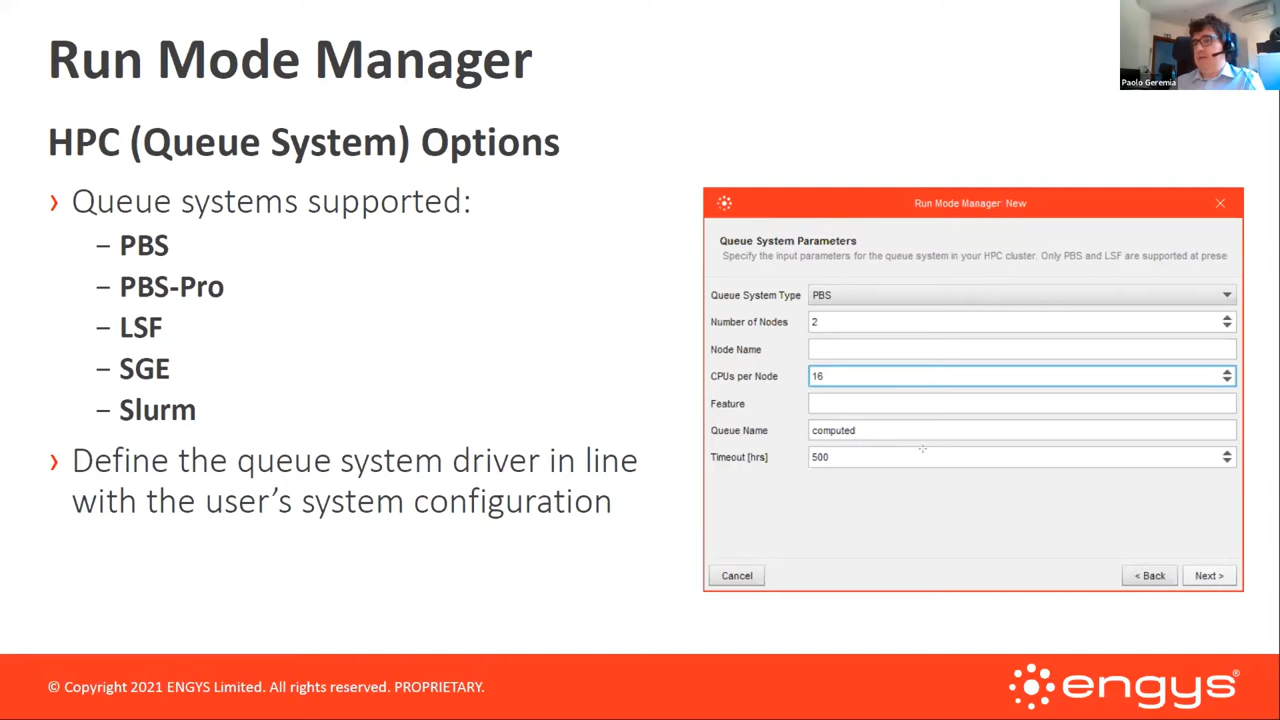 Run Mode Manager
Paolo Geremia
HPC (Queue System) Options
› Queue systems supported:
– PBS
– PBS-Pro
– LSF
– SGE
– Slurm
› Define the queue system driver in line
with the user's system configuration
Run Mode Manager: New
Queue System Parameters
Specify the input parameters for the queue system in your HPC cluster. Only PBS and LSF are supported at prese
Queue System Type PBS
Number of Nodes 2
Node Name
CPUs per Node 16
Feature
Queue Name computed
Timeout [hrs] 500
Cancel
< Back
Next >
© Copyright 2021 ENGYS Limited. All rights reserved. PROPRIETARY.
engys®